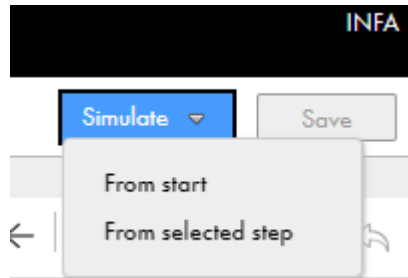 INFA
Simulate
Save
From start
From selected step